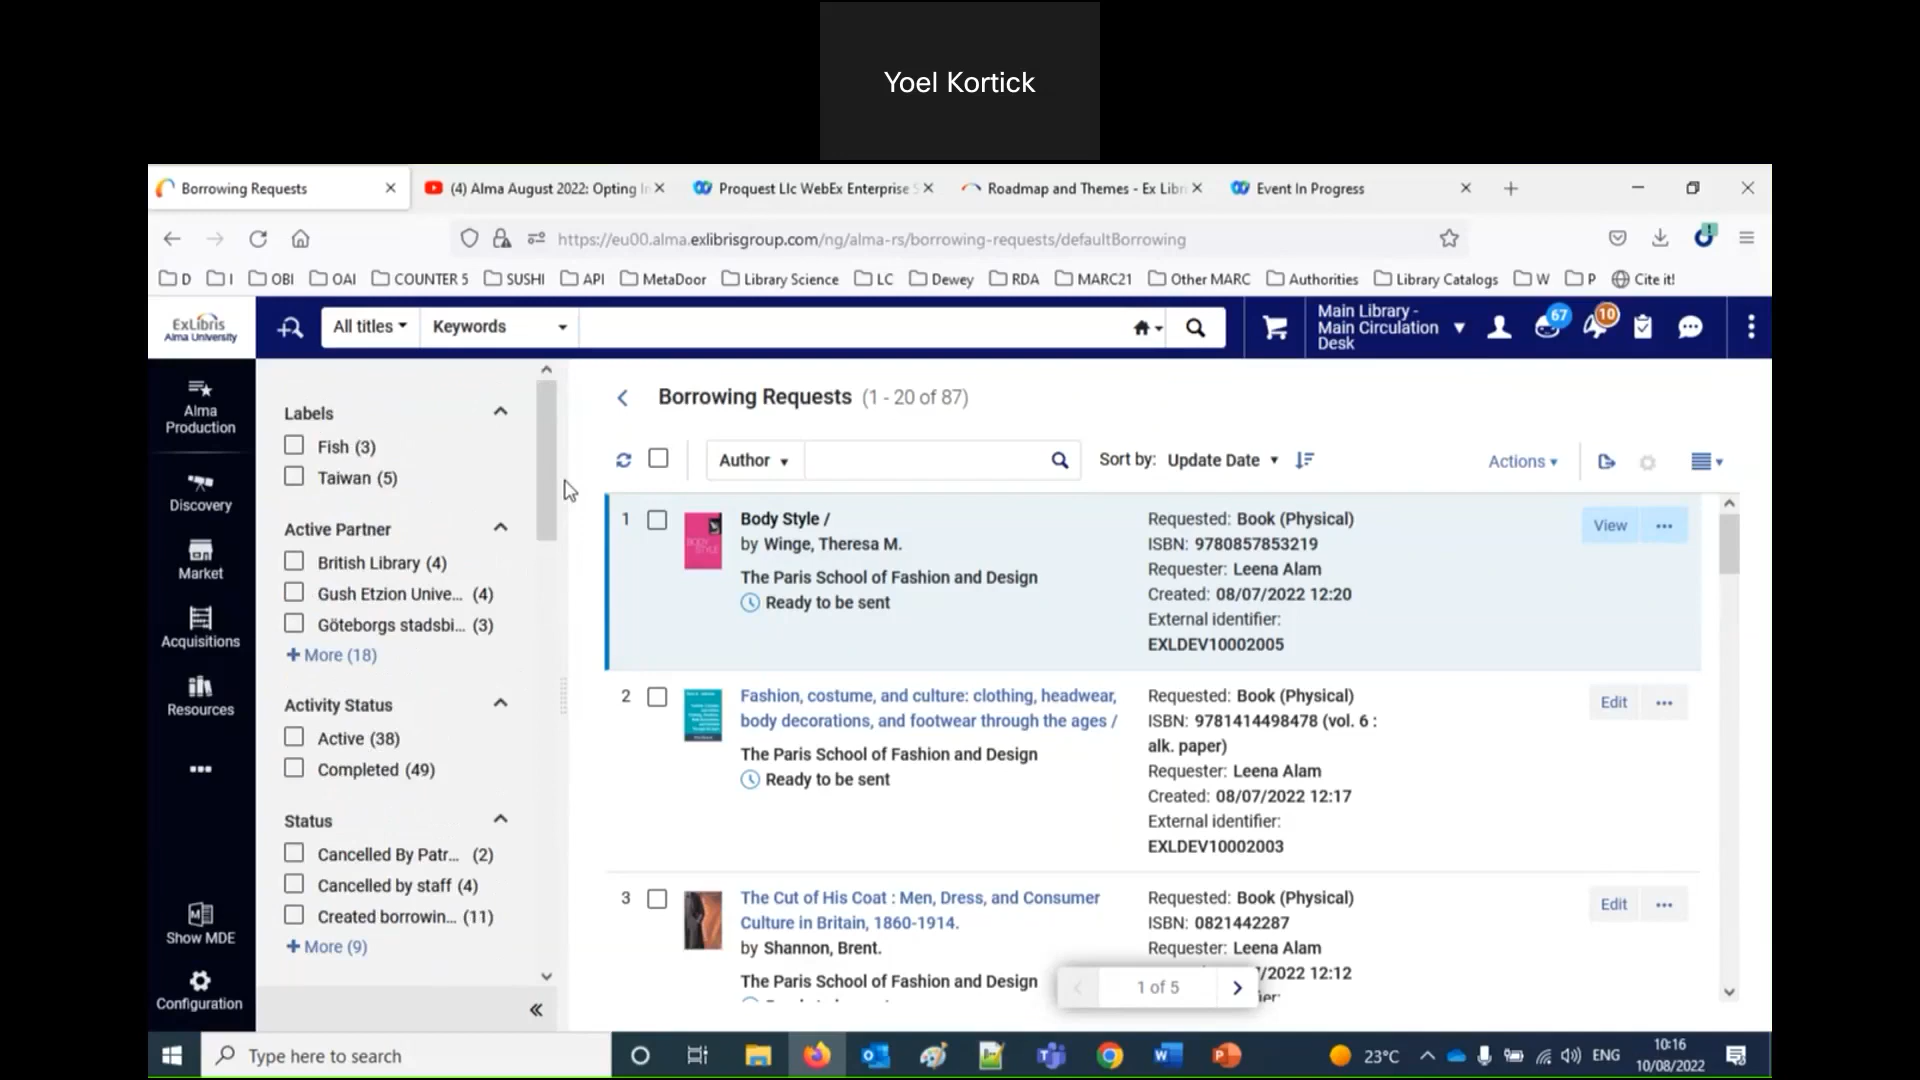 Yoel Kortick
Borrowing Requests
(4) Alma August 2022: Opting I
Proquest Llc WebEx Enterprise S
Roadmap and Themes - Ex Libr
Event In Progress
https://eu00.alma.exlibrisgroup.com/ng/alma-rs/borrowing-requests/defaultBorrowing
D
I
OBI
OAI
COUNTER 5
SUSHI
API
MetaDoor
Library Science
LC
Dewey
RDA
MARC21
Other MARC
Authorities
Library Catalogs
W
P
Cite it!
ExLibris
Alma University
All titles
Keywords
Main Library -
Main Circulation
Desk
67
10
Alma
Production
Discovery
Market
Acquisitions
Resources
Show MDE
Configuration
Labels
Fish (3)
Taiwan (5)
Active Partner
British Library (4)
Gush Etzion Unive... (4)
Göteborgs stadsbi... (3)
+ More (18)
Activity Status
Active (38)
Completed (49)
Status
Cancelled By Patr... (2)
Cancelled by staff (4)
Created borrowin... (11)
+ More (9)
Borrowing Requests (1 - 20 of 87)
Author
Sort by: Update Date
Actions
1
Body Style /
by Winge, Theresa M.
The Paris School of Fashion and Design
Ready to be sent
Requested: Book (Physical)
ISBN: 9780857853219
Requester: Leena Alam
Created: 08/07/2022 12:20
External identifier:
EXLDEV10002005
View
2
Fashion, costume, and culture: clothing, headwear,
body decorations, and footwear through the ages /
The Paris School of Fashion and Design
Ready to be sent
Requested: Book (Physical)
ISBN: 9781414498478 (vol. 6 :
alk. paper)
Requester: Leena Alam
Created: 08/07/2022 12:17
External identifier:
EXLDEV10002003
Edit
3
The Cut of His Coat : Men, Dress, and Consumer
Culture in Britain, 1860-1914.
by Shannon, Brent.
The Paris School of Fashion and Design
Requested: Book (Physical)
ISBN: 0821442287
Requester: Leena Alam
/2022 12:12
Edit
1 of 5
Type here to search
23°C
ENG
10:16
10/08/2022